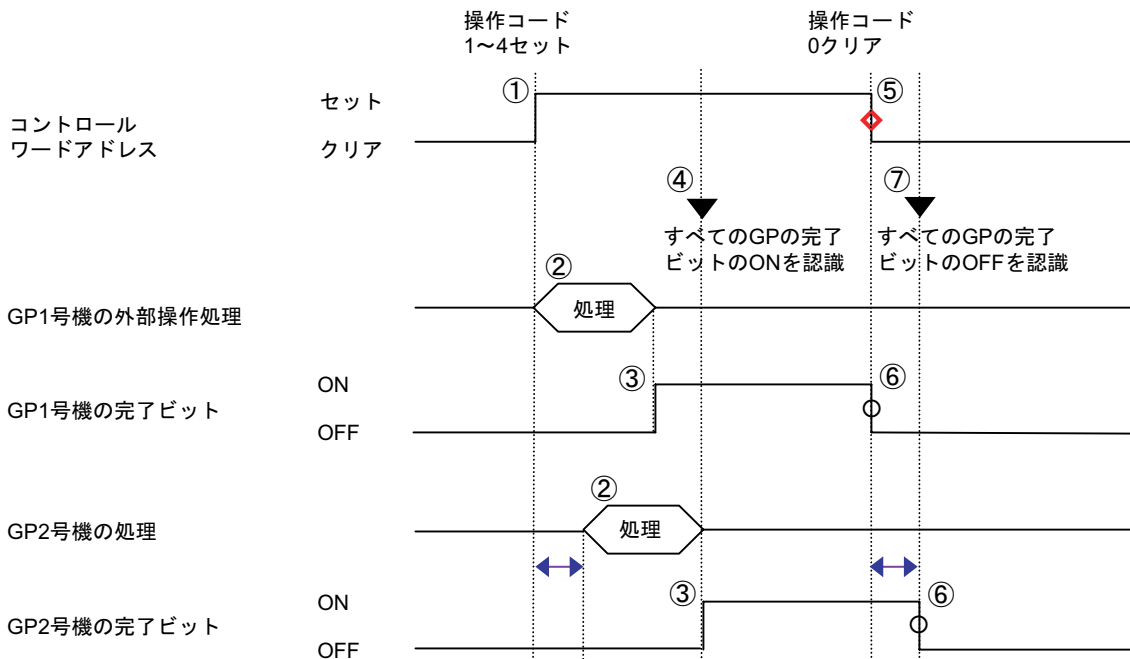 操作コード
1～4セット
操作コード
0クリア
コントロール
ワードアドレス
セット
クリア
①
⑤
④
⑦
すべてのGPの完了
ビットのONを認識
すべてのGPの完了
ビットのOFFを認識
GP1号機の外部操作処理
②
処理
GP1号機の完了ビット
ON
OFF
③
⑥
GP2号機の処理
②
処理
GP2号機の完了ビット
ON
OFF
③
⑥